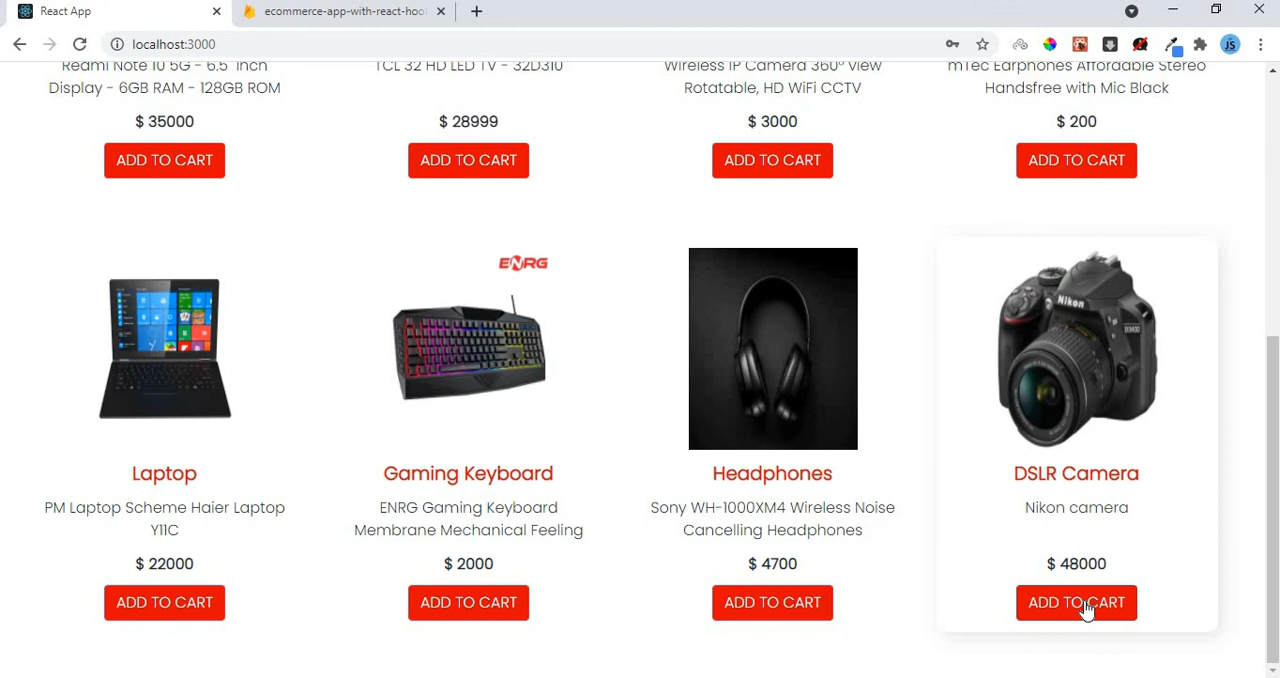 React App
ecommerce-app-with-react-hoo
localhost:3000
JS
Redmi Note 10 5G - 6.5 Inch
Display - 6GB RAM - 128GB ROM
$ 35000
ADD TO CART
TCL 32 HD LED TV - 32D310
$ 28999
ADD TO CART
Wireless IP Camera 360° View
Rotatable, HD WiFi CCTV
$ 3000
ADD TO CART
mTec Earphones Affordable Stereo
Handsfree with Mic Black
$ 200
ADD TO CART
Laptop
PM Laptop Scheme Haier Laptop
Y11C
$ 22000
ADD TO CART
ENRG
Gaming Keyboard
ENRG Gaming Keyboard
Membrane Mechanical Feeling
$ 2000
ADD TO CART
Headphones
Sony WH-1000XM4 Wireless Noise
Cancelling Headphones
$ 4700
ADD TO CART
Nikon
D3400
DSLR Camera
Nikon camera
$ 48000
ADD TO CART